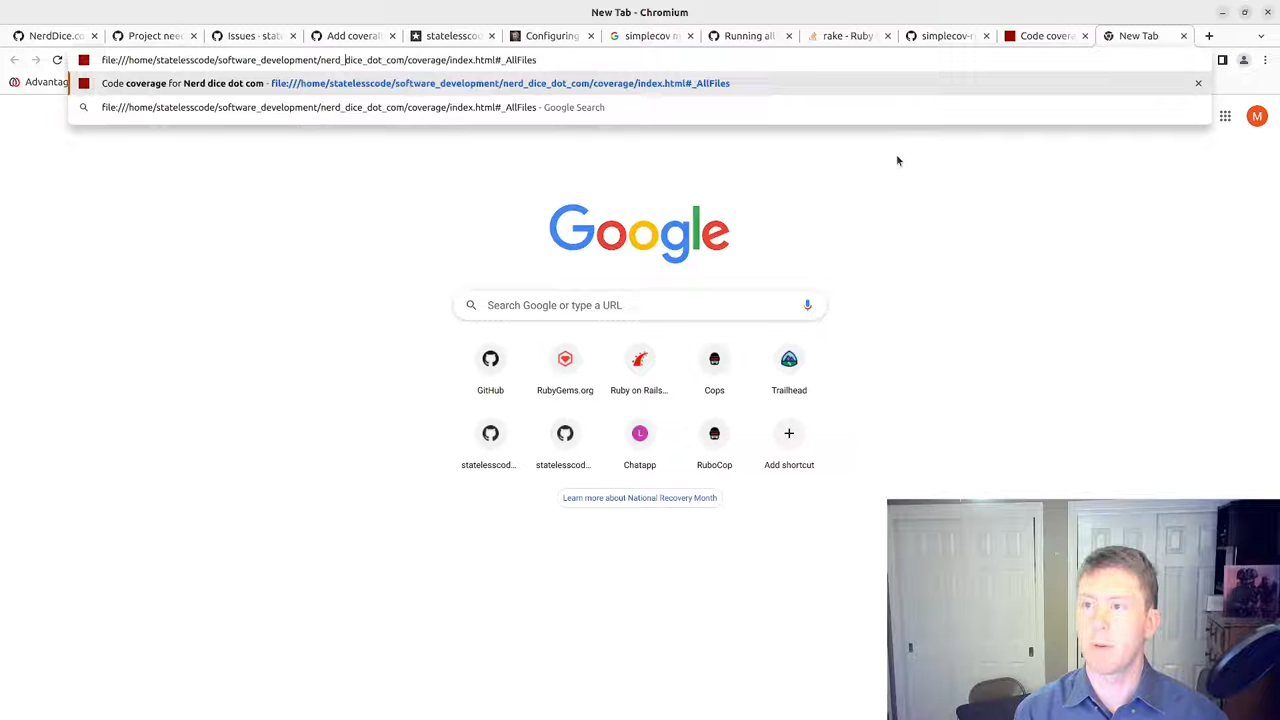 New Tab - Chromium
NerdDice.co
Project nee
Issues · state
Add coverall
statelesscod
Configuring
simplecov m
Running all
rake - Ruby
simplecov-r
Code covera
New Tab
file:///home/statelesscode/software_development/nerd_dice_dot_com/coverage/index.html#_AllFiles
Advantag
Code coverage for Nerd dice dot com - file:///home/statelesscode/software_development/nerd_dice_dot_com/coverage/index.html#_AllFiles
file:///home/statelesscode/software_development/nerd_dice_dot_com/coverage/index.html#_AllFiles - Google Search
M
Google
Search Google or type a URL
GitHub
RubyGems.org
Ruby on Rails...
Cops
Trailhead
L
statelesscod...
statelesscod...
Chatapp
RuboCop
Add shortcut
Learn more about National Recovery Month